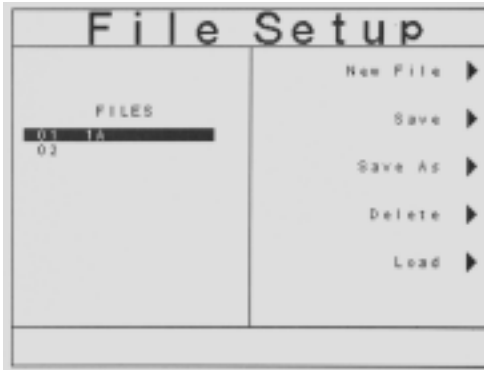 File Setup
FILES
01 1A
02
New File
Save
Save As
Delete
Load